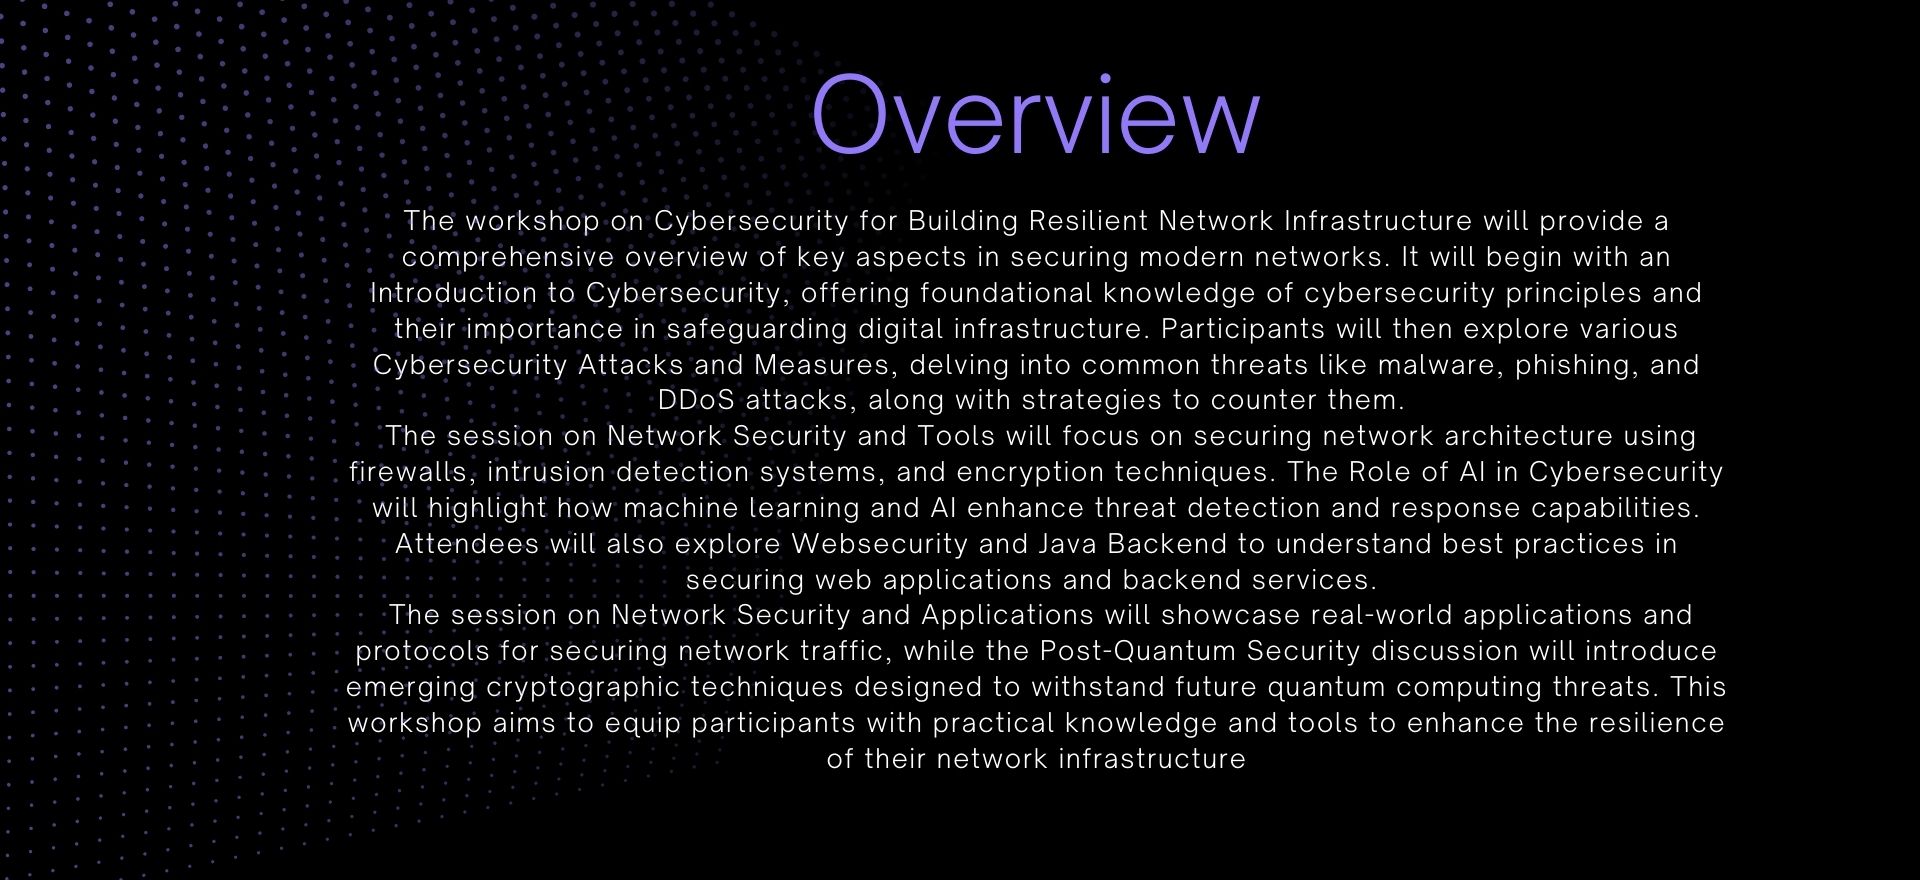 Overview
The workshop on Cybersecurity for Building Resilient Network Infrastructure will provide a
comprehensive overview of key aspects in securing modern networks. It will begin with an
Introduction to Cybersecurity, offering foundational knowledge of cybersecurity principles and
their importance in safeguarding digital infrastructure. Participants will then explore various
Cybersecurity Attacks and Measures, delving into common threats like malware, phishing, and
DDoS attacks, along with strategies to counter them.
The session on Network Security and Tools will focus on securing network architecture using
firewalls, intrusion detection systems, and encryption techniques. The Role of AI in Cybersecurity
will highlight how machine learning and AI enhance threat detection and response capabilities.
Attendees will also explore Websecurity and Java Backend to understand best practices in
securing web applications and backend services.
The session on Network Security and Applications will showcase real-world applications and
protocols for securing network traffic, while the Post-Quantum Security discussion will introduce
emerging cryptographic techniques designed to withstand future quantum computing threats. This
workshop aims to equip participants with practical knowledge and tools to enhance the resilience
of their network infrastructure